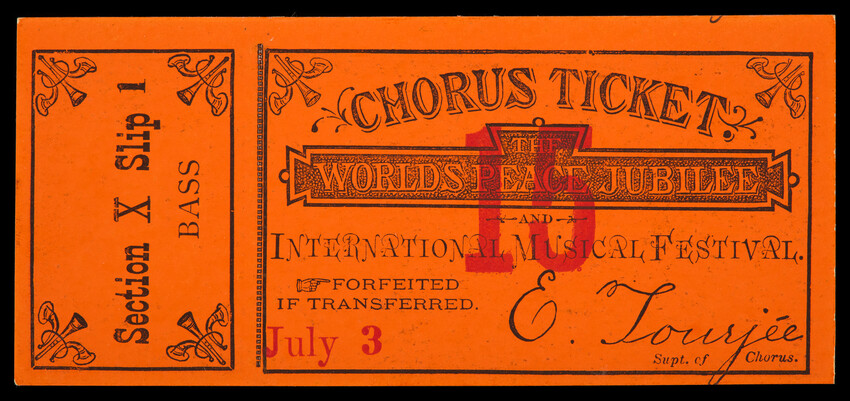 Section X Slip 1
BASS
CHORUS TICKET.
THE
WORLD'S PEACE JUBILEE
AND
INTERNATIONAL MUSICAL FESTIVAL.
15
☞FORFEITED
IF TRANSFERRED.
July 3
E. Tourjée
Supt. of Chorus.